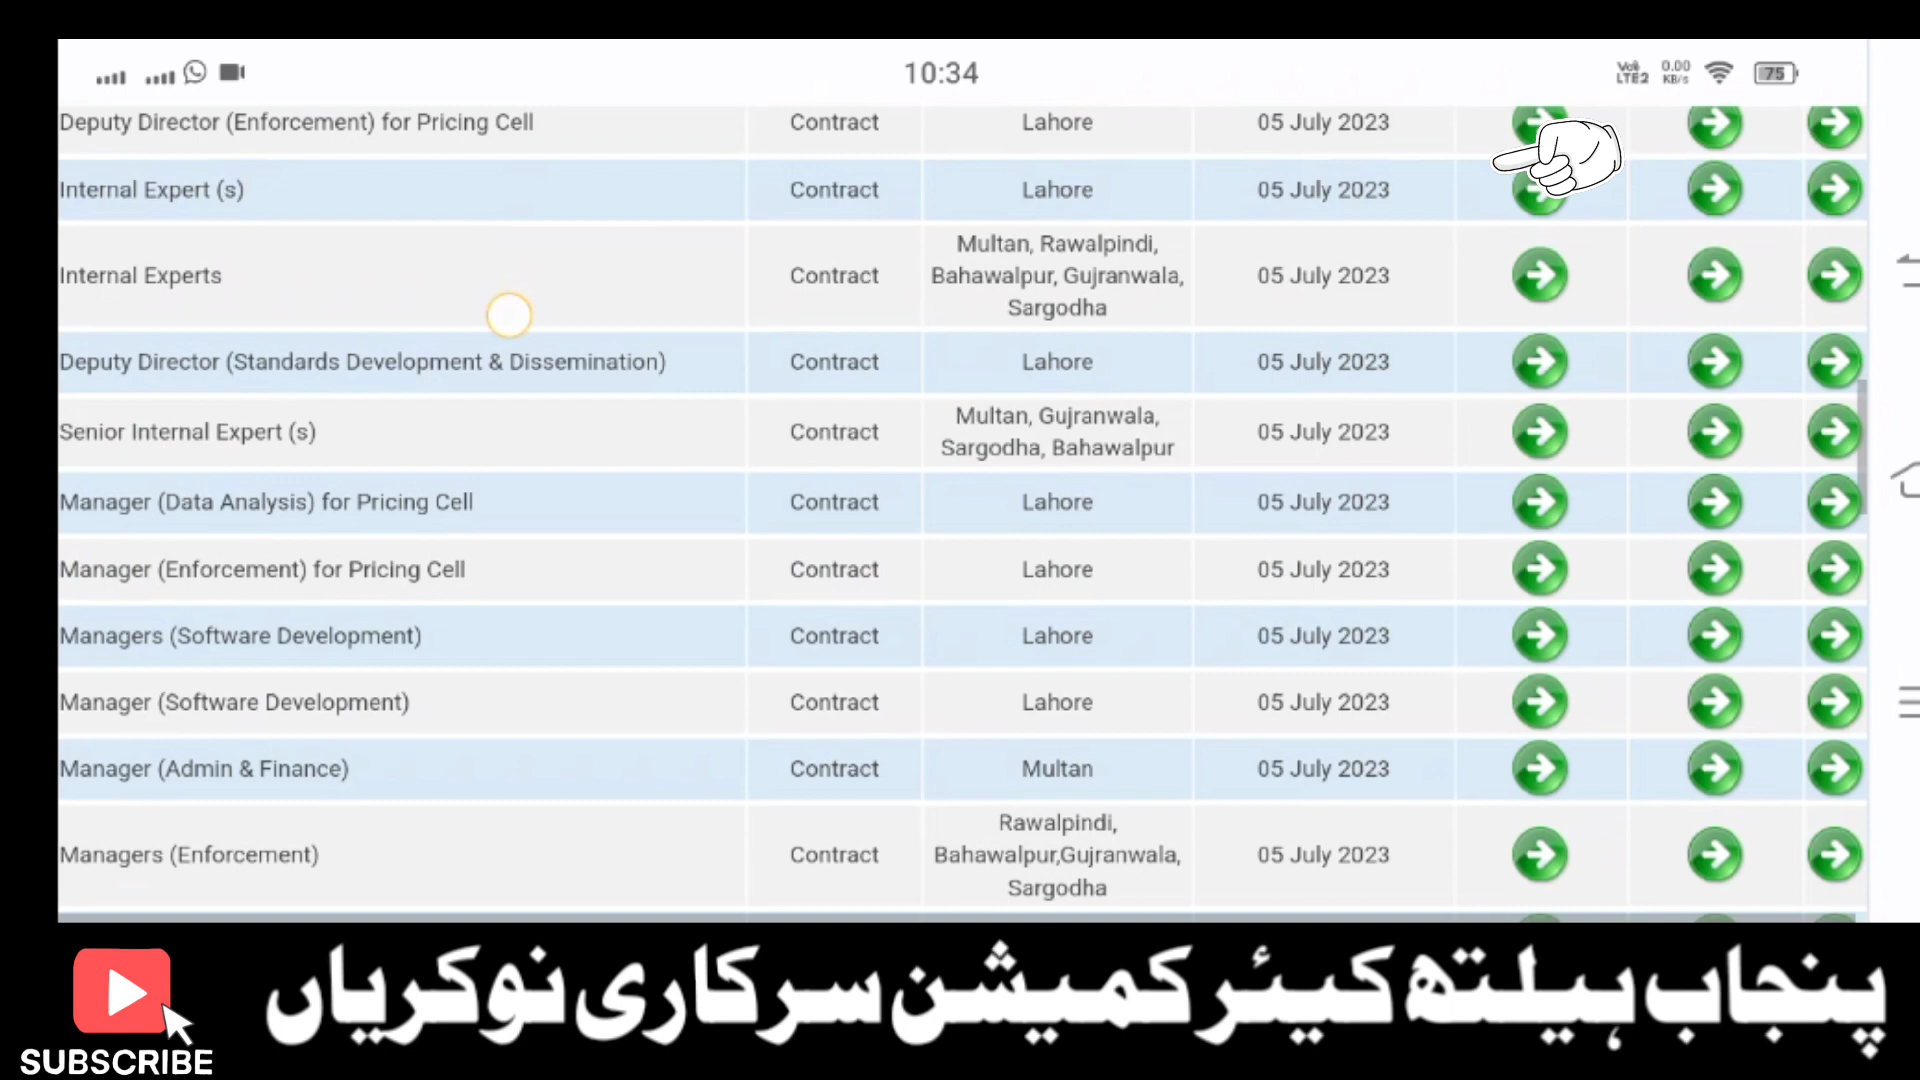 10:34
Vo LTE2 0.00 KB/s 75
Deputy Director (Enforcement) for Pricing Cell Contract Lahore 05 July 2023
Internal Expert (s) Contract Lahore 05 July 2023
Internal Experts Contract Multan, Rawalpindi, Bahawalpur, Gujranwala, Sargodha 05 July 2023
Deputy Director (Standards Development & Dissemination) Contract Lahore 05 July 2023
Senior Internal Expert (s) Contract Multan, Gujranwala, Sargodha, Bahawalpur 05 July 2023
Manager (Data Analysis) for Pricing Cell Contract Lahore 05 July 2023
Manager (Enforcement) for Pricing Cell Contract Lahore 05 July 2023
Managers (Software Development) Contract Lahore 05 July 2023
Manager (Software Development) Contract Lahore 05 July 2023
Manager (Admin & Finance) Contract Multan 05 July 2023
Managers (Enforcement) Contract Rawalpindi, Bahawalpur,Gujranwala, Sargodha 05 July 2023
پنجاب ہیلتھ کیئر کمیشن سرکاری نوکریاں
SUBSCRIBE